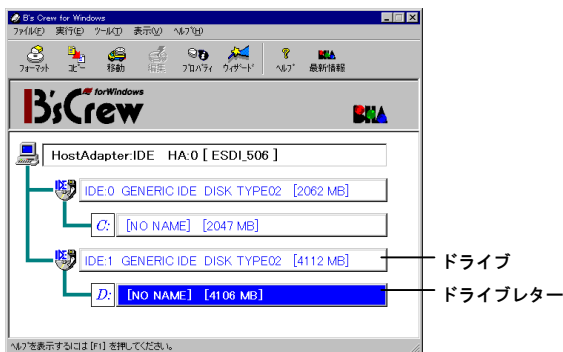 B's Crew for Windows
ファイル(F) 実行(E) ツール(T) 表示(V) ヘルプ(H)
フォーマット コピー 移動 編集 プロパティ ウィザード ヘルプ 最新情報
B'sCrew forWindows BHA
HostAdapter:IDE HA:0 [ ESDI_506 ]
IDE IDE:0 GENERIC IDE DISK TYPE02 [2062 MB]
C: [NO NAME] [2047 MB]
IDE IDE:1 GENERIC IDE DISK TYPE02 [4112 MB] ドライブ
D: [NO NAME] [4106 MB] ドライブレター
ヘルプを表示するには [F1] を押してください。